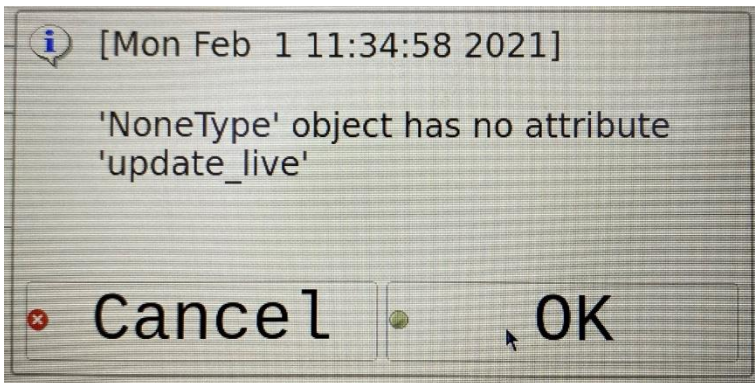 [Mon Feb  1 11:34:58 2021]
'NoneType' object has no attribute
'update_live'
Cancel
OK